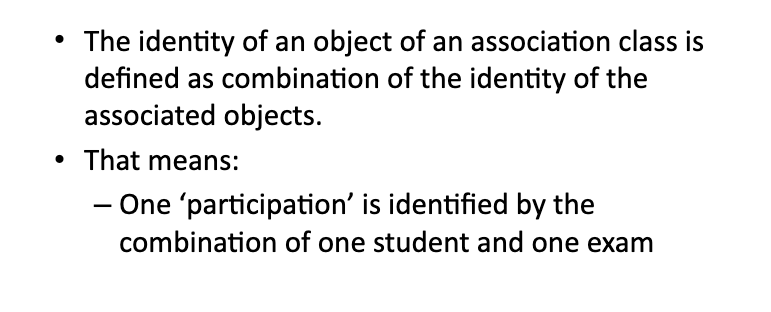 • The identity of an object of an association class is
defined as combination of the identity of the
associated objects.
• That means:
– One ‘participation’ is identified by the
combination of one student and one exam